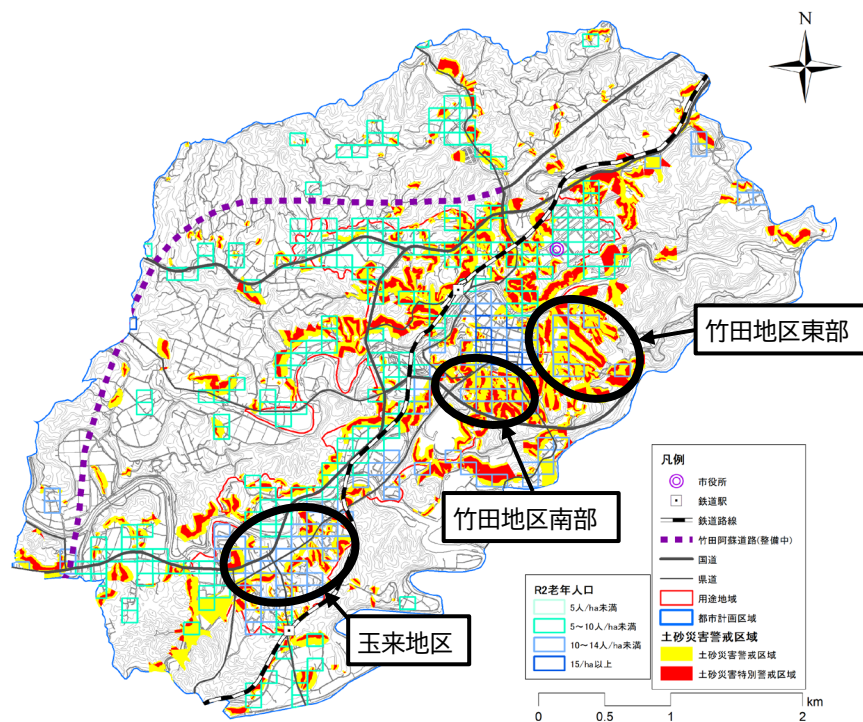 N
竹田地区東部
竹田地区南部
玉来地区
凡例
市役所
鉄道駅
鉄道路線
竹田阿蘇道路(整備中)
国道
県道
用途地域
都市計画区域
土砂災害警戒区域
土砂災害警戒区域
土砂災害特別警戒区域
R2老年人口
5人/ha未満
5～10人/ha未満
10～14人/ha未満
15/ha以上
km
0 0.5 1 2